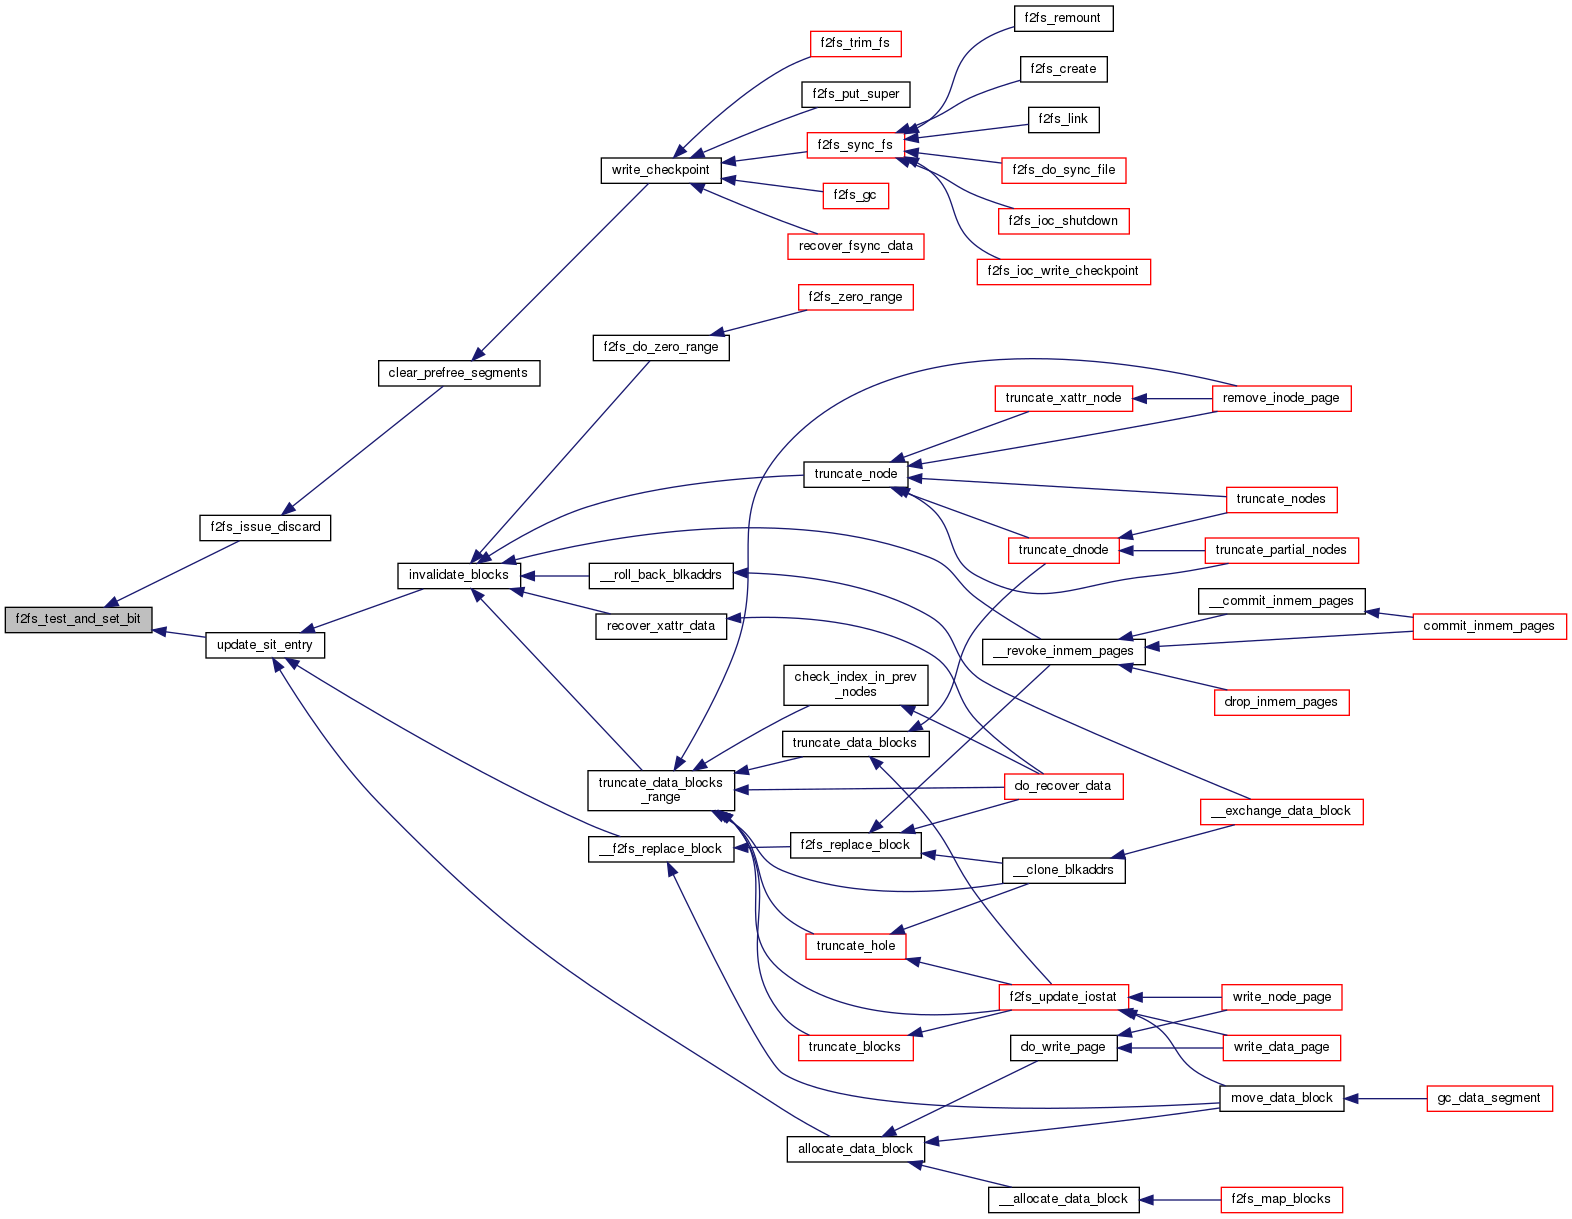 f2fs_remount
f2fs_trim_fs
f2fs_create
f2fs_put_super
f2fs_link
f2fs_sync_fs
write_checkpoint
f2fs_do_sync_file
f2fs_gc
f2fs_ioc_shutdown
recover_fsync_data
f2fs_ioc_write_checkpoint
f2fs_zero_range
f2fs_do_zero_range
clear_prefree_segments
truncate_xattr_node
remove_inode_page
truncate_node
truncate_nodes
f2fs_issue_discard
truncate_dnode
truncate_partial_nodes
invalidate_blocks
__roll_back_blkaddrs
__commit_inmem_pages
f2fs_test_and_set_bit
recover_xattr_data
commit_inmem_pages
update_sit_entry
__revoke_inmem_pages
check_index_in_prev
_nodes
drop_inmem_pages
truncate_data_blocks
truncate_data_blocks
_range
do_recover_data
__exchange_data_block
__f2fs_replace_block
f2fs_replace_block
__clone_blkaddrs
truncate_hole
f2fs_update_iostat
write_node_page
truncate_blocks
do_write_page
write_data_page
move_data_block
gc_data_segment
allocate_data_block
__allocate_data_block
f2fs_map_blocks